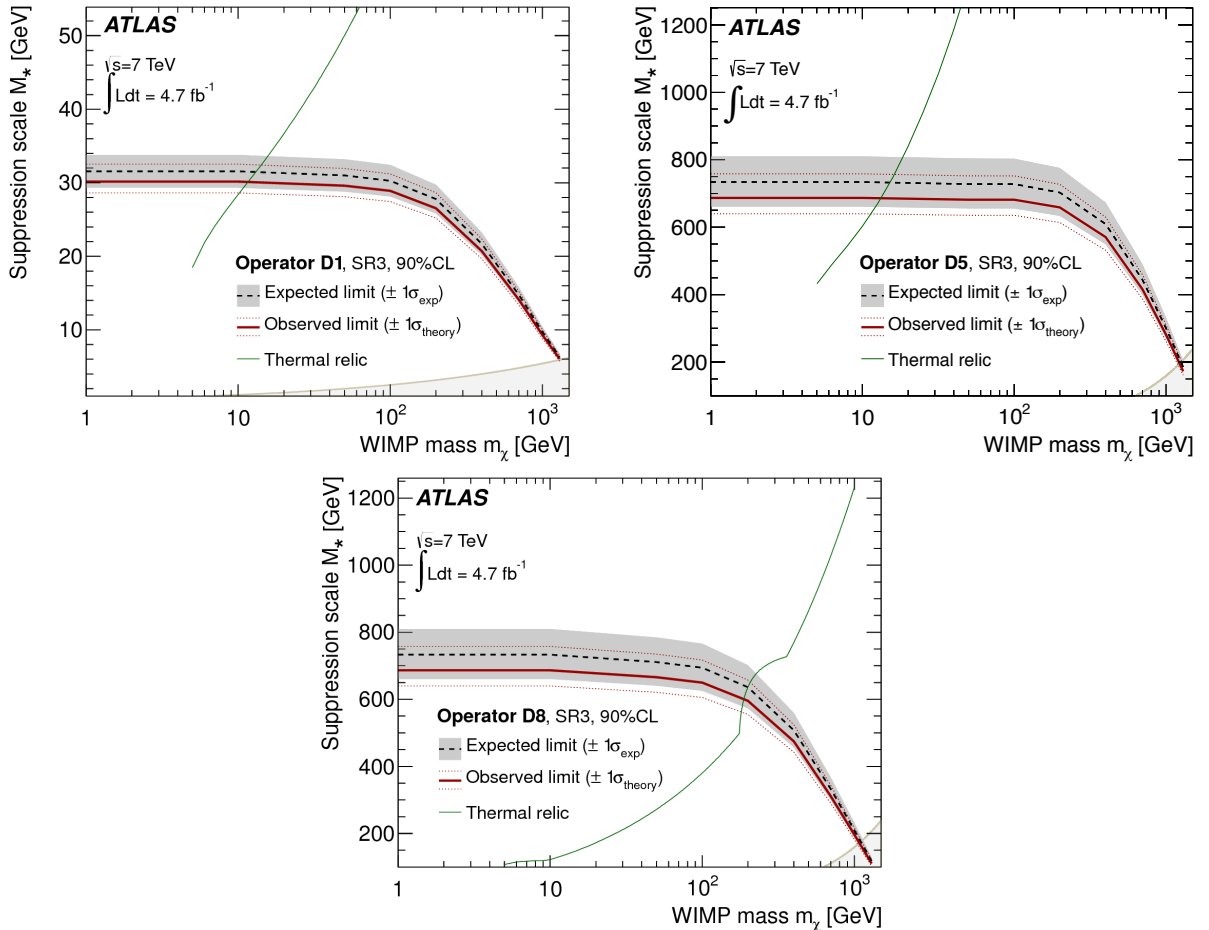 ATLAS
√s=7 TeV
∫Ldt = 4.7 fb⁻¹
Suppression scale M★ [GeV]
50
40
30
20
10
Operator D1, SR3, 90%CL
Expected limit (± 1σexp)
Observed limit (± 1σtheory)
Thermal relic
1
10
10²
10³
WIMP mass mχ [GeV]
ATLAS
√s=7 TeV
∫Ldt = 4.7 fb⁻¹
Suppression scale M★ [GeV]
1200
1000
800
600
400
200
Operator D5, SR3, 90%CL
Expected limit (± 1σexp)
Observed limit (± 1σtheory)
Thermal relic
1
10
10²
10³
WIMP mass mχ [GeV]
ATLAS
√s=7 TeV
∫Ldt = 4.7 fb⁻¹
Suppression scale M★ [GeV]
1200
1000
800
600
400
200
Operator D8, SR3, 90%CL
Expected limit (± 1σexp)
Observed limit (± 1σtheory)
Thermal relic
1
10
10²
10³
WIMP mass mχ [GeV]